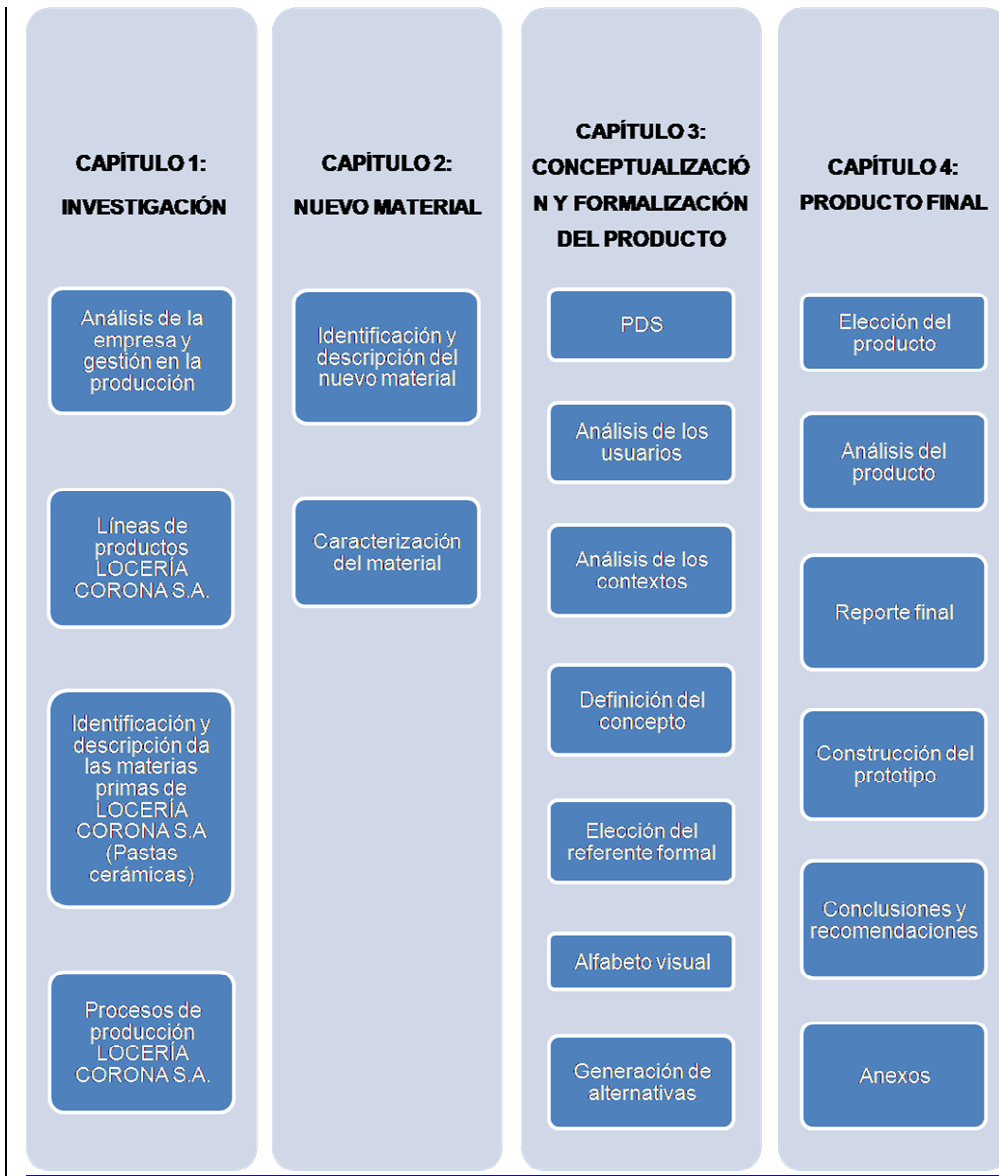 CAPÍTULO 1:
INVESTIGACIÓN
Análisis de la
empresa y
gestión en la
producción
Líneas de
productos
LOCERÍA
CORONA S.A.
Identificación y
descripción da
las materias
primas de
LOCERÍA
CORONA S.A
(Pastas
cerámicas)
Procesos de
producción
LOCERÍA
CORONA S.A.
CAPÍTULO 2:
NUEVO MATERIAL
Identificación y
descripción del
nuevo material
Caracterización
del material
CAPÍTULO 3:
CONCEPTUALIZACIÓ
N Y FORMALIZACIÓN
DEL PRODUCTO
PDS
Análisis de los
usuarios
Análisis de los
contextos
Definición del
concepto
Elección del
referente formal
Alfabeto visual
Generación de
alternativas
CAPÍTULO 4:
PRODUCTO FINAL
Elección del
producto
Análisis del
producto
Reporte final
Construcción del
prototipo
Conclusiones y
recomendaciones
Anexos